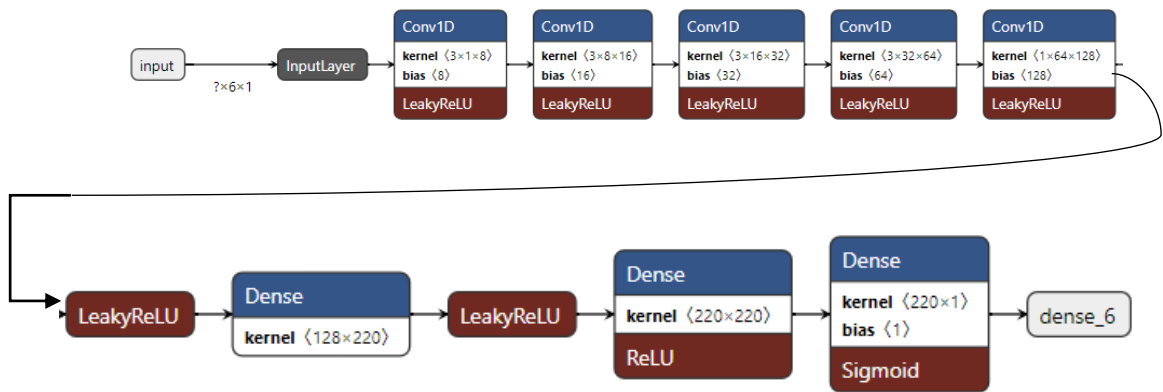 input
?×6×1
InputLayer
Conv1D
kernel ⟨3×1×8⟩
bias ⟨8⟩
LeakyReLU
Conv1D
kernel ⟨3×8×16⟩
bias ⟨16⟩
LeakyReLU
Conv1D
kernel ⟨3×16×32⟩
bias ⟨32⟩
LeakyReLU
Conv1D
kernel ⟨3×32×64⟩
bias ⟨64⟩
LeakyReLU
Conv1D
kernel ⟨1×64×128⟩
bias ⟨128⟩
LeakyReLU
LeakyReLU
Dense
kernel ⟨128×220⟩
LeakyReLU
Dense
kernel ⟨220×220⟩
ReLU
Dense
kernel ⟨220×1⟩
bias ⟨1⟩
Sigmoid
dense_6